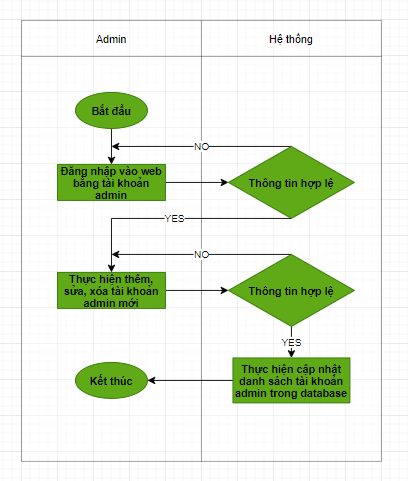 Admin
Hệ thống
Bắt đầu
NO
Đăng nhập vào web
bằng tài khoản
admin
Thông tin hợp lệ
YES
NO
Thực hiện thêm,
sửa, xóa tài khoản
admin mới
Thông tin hợp lệ
YES
Thực hiện cập nhật
danh sách tài khoản
admin trong database
Kết thúc